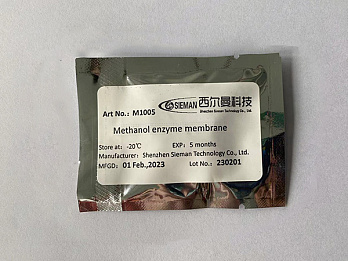 SIEMAN 西尔曼科技
Shenzhen Sieman Technology Co., Ltd.
Art No.: M1005
Methanol enzyme membrane
Store at: -20℃ EXP: 5 months
Manufacturer: Shenzhen Sieman Technology Co., Ltd.
MFGD: 01 Feb.,2023 Lot No.: 230201